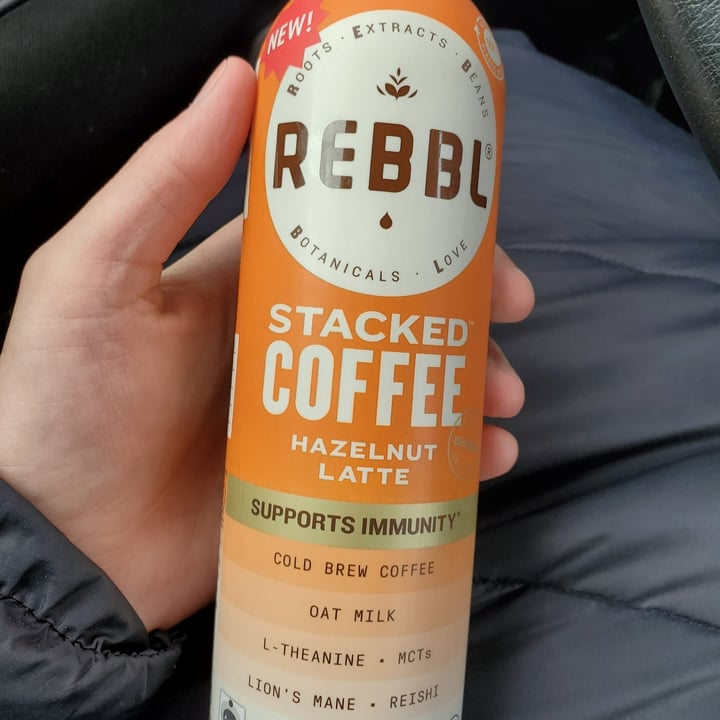 NEW!
ROOTS · EXTRACTS · BEANS
REBBL®
BOTANICALS · LOVE
STACKED™
COFFEE
HAZELNUT
LATTE
SUPPORTS IMMUNITY*
COLD BREW COFFEE
OAT MILK
L-THEANINE ▪ MCTs
LION'S MANE ▪ REISHI